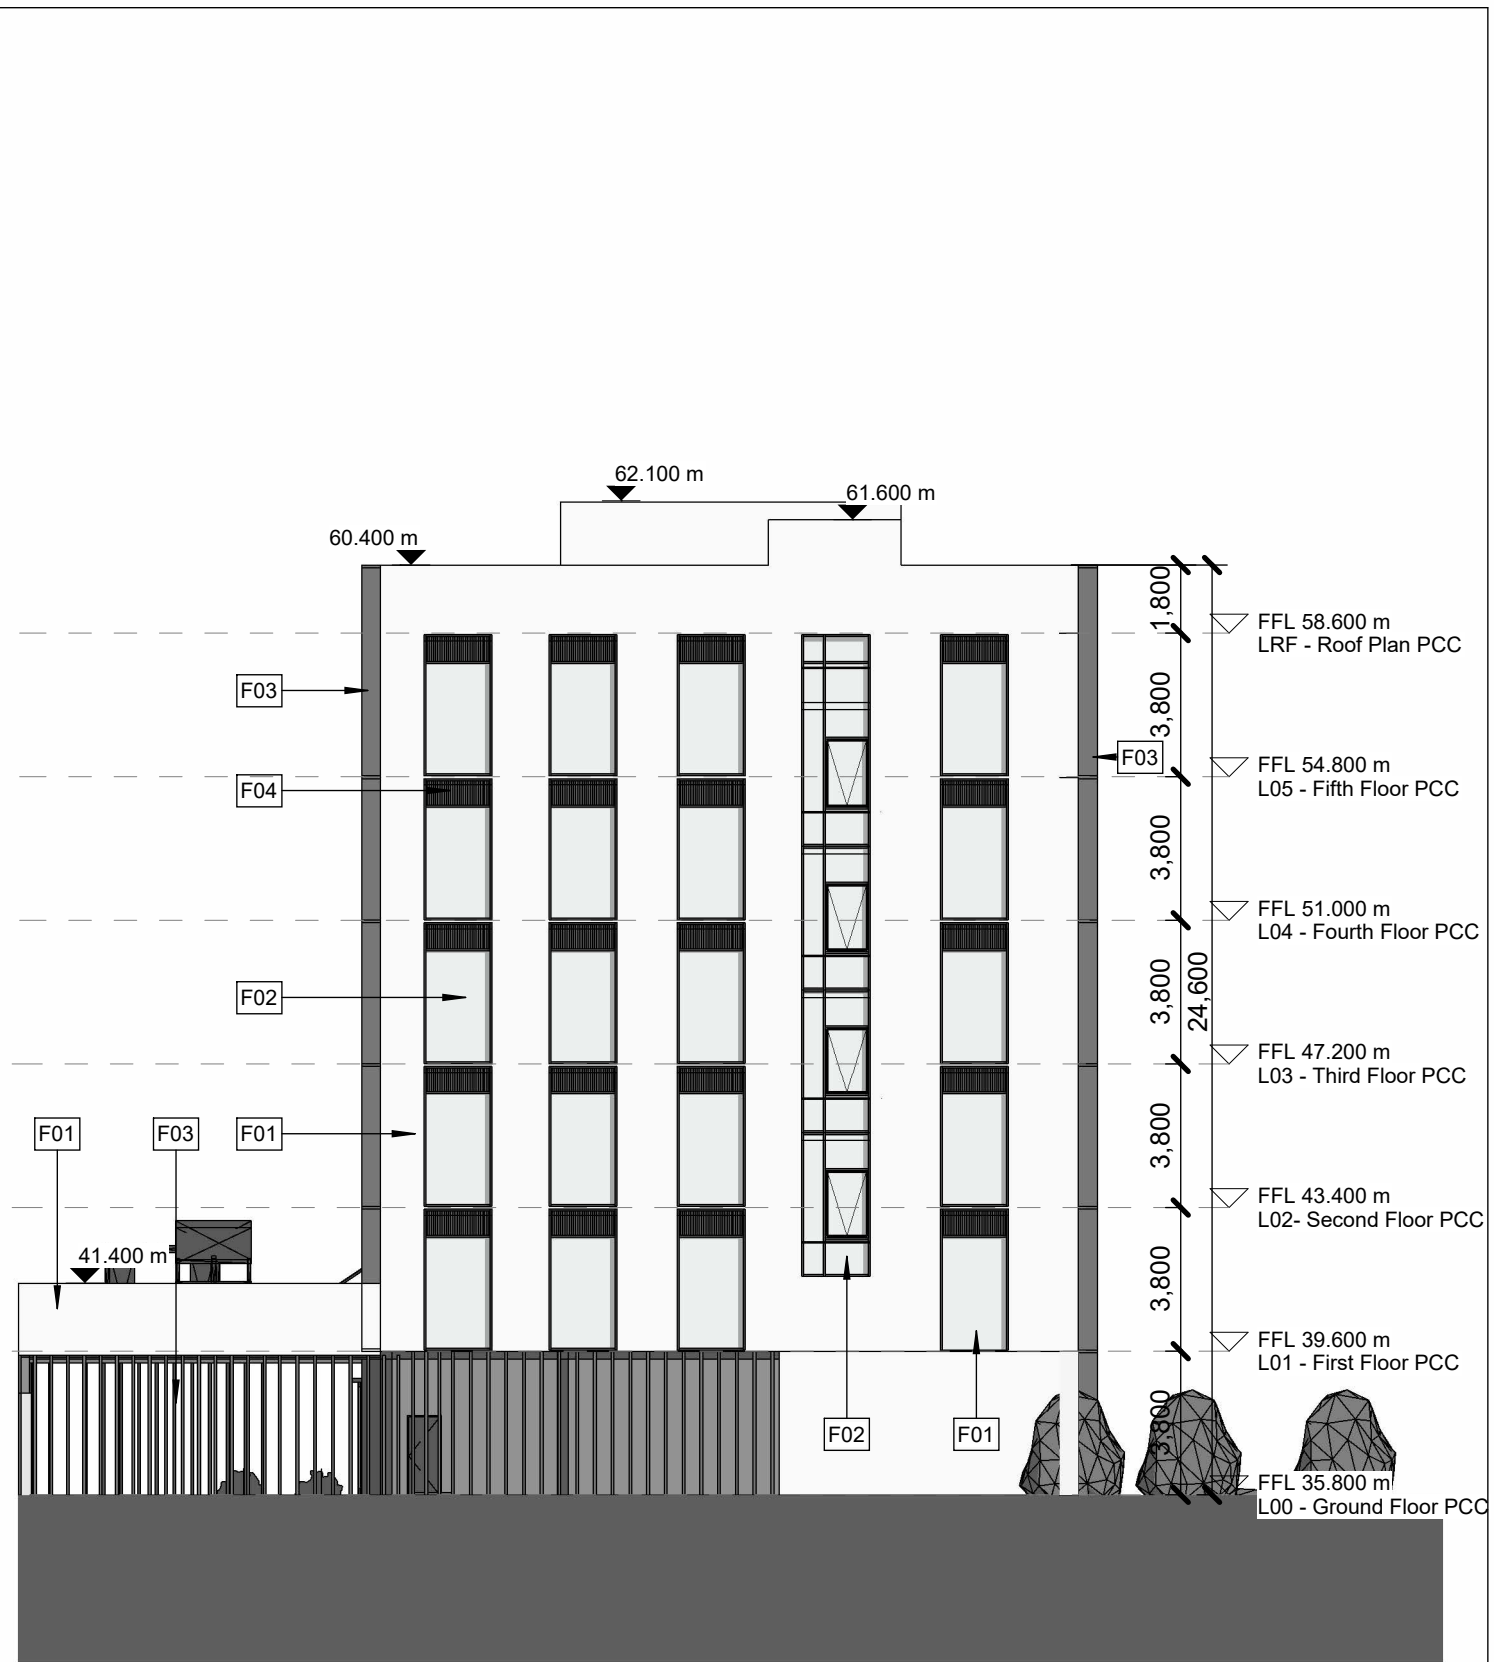 62.100 m
61.600 m
60.400 m
1,800
FFL 58.600 m
LRF - Roof Plan PCC
F03
3,800
F03
FFL 54.800 m
L05 - Fifth Floor PCC
F04
3,800
FFL 51.000 m
L04 - Fourth Floor PCC
F02
3,800
24,600
FFL 47.200 m
L03 - Third Floor PCC
F01
F03
F01
3,800
FFL 43.400 m
L02- Second Floor PCC
41.400 m
3,800
FFL 39.600 m
L01 - First Floor PCC
F02
F01
3,800
FFL 35.800 m
L00 - Ground Floor PCC